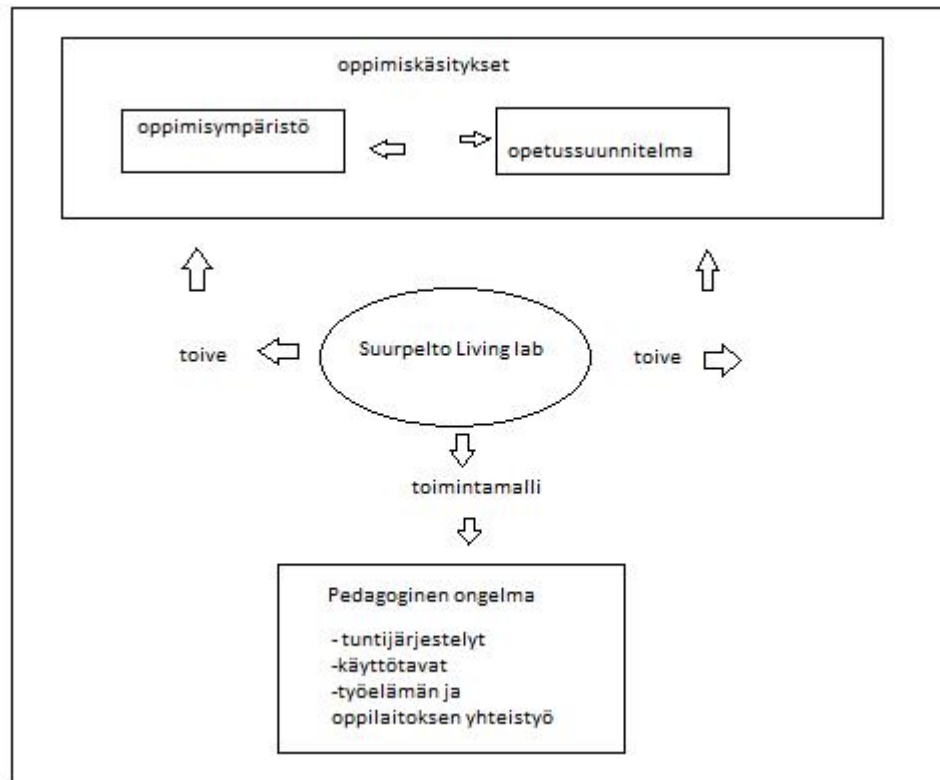 oppimiskäsitykset
oppimisympäristö
opetussuunnitelma
toive
Suurpelto Living lab
toive
toimintamalli
Pedagoginen ongelma
- tuntijärjestelyt
-käyttötavat
-työelämän ja
oppilaitoksen yhteistyö